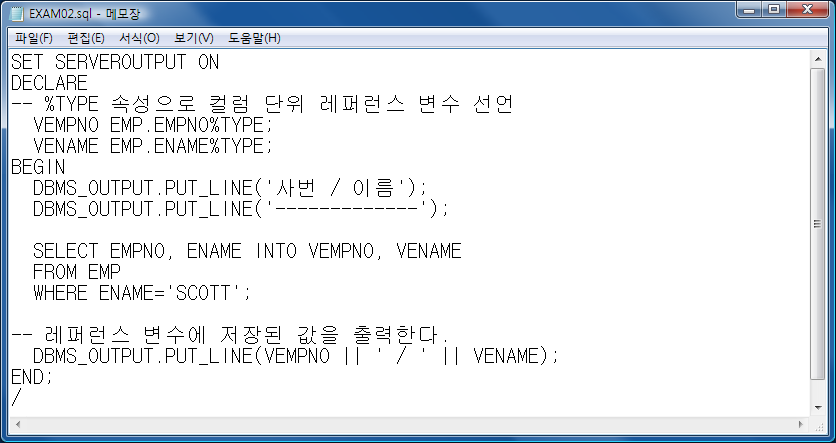 EXAM02.sql - 메모장
파일(F) 편집(E) 서식(O) 보기(V) 도움말(H)
SET SERVEROUTPUT ON
DECLARE
-- %TYPE 속성으로 컬럼 단위 레퍼런스 변수 선언
  VEMPNO EMP.EMPNO%TYPE;
  VENAME EMP.ENAME%TYPE;
BEGIN
  DBMS_OUTPUT.PUT_LINE('사번 / 이름');
  DBMS_OUTPUT.PUT_LINE('-------------');

  SELECT EMPNO, ENAME INTO VEMPNO, VENAME
  FROM EMP
  WHERE ENAME='SCOTT';

-- 레퍼런스 변수에 저장된 값을 출력한다.
  DBMS_OUTPUT.PUT_LINE(VEMPNO || ' / ' || VENAME);
END;
/